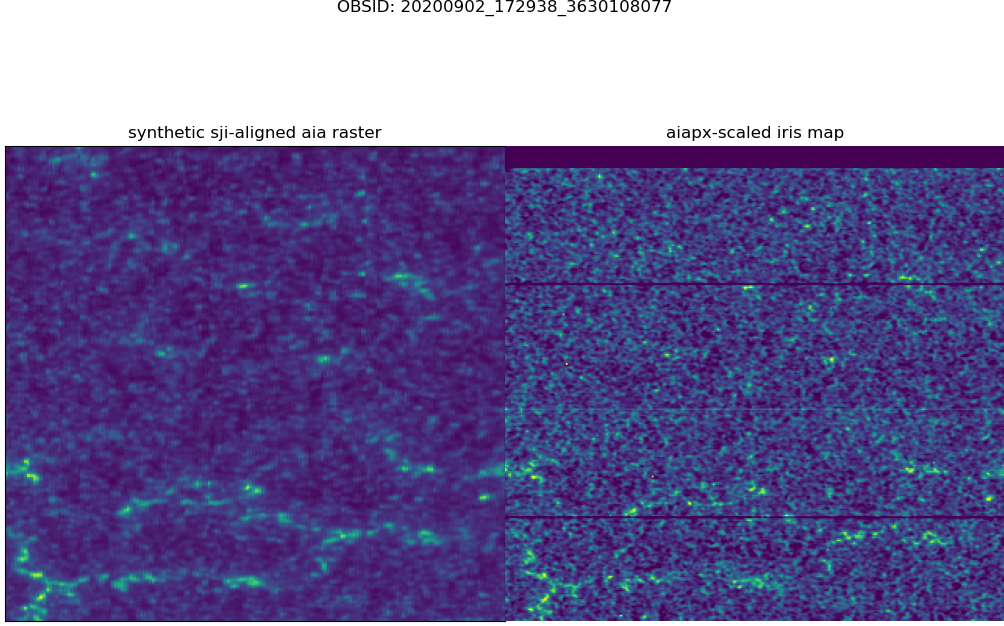 OBSID: 20200902_172938_3630108077
synthetic sji-aligned aia raster
aiapx-scaled iris map